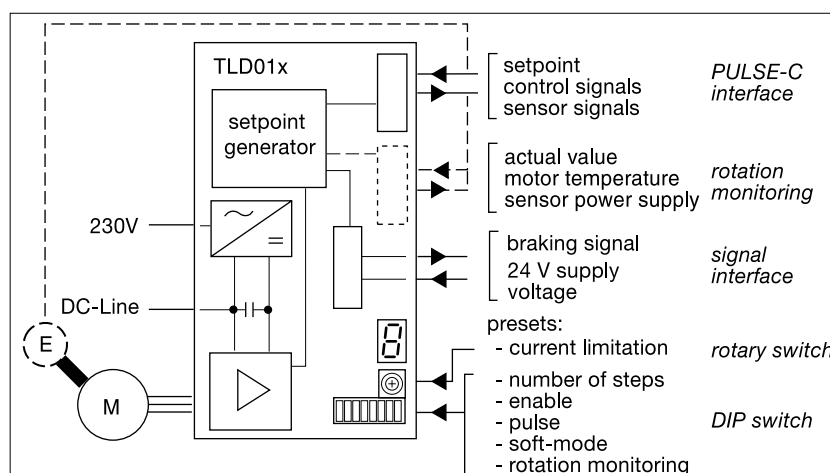 TLD01x
setpoint
generator
230V
DC-Line
E
M
8
setpoint
control signals
sensor signals
PULSE-C
interface
actual value
motor temperature
sensor power supply
rotation
monitoring
braking signal
24 V supply
voltage
signal
interface
presets:
- current limitation
rotary switch
- number of steps
- enable
- pulse
- soft-mode
- rotation monitoring
DIP switch